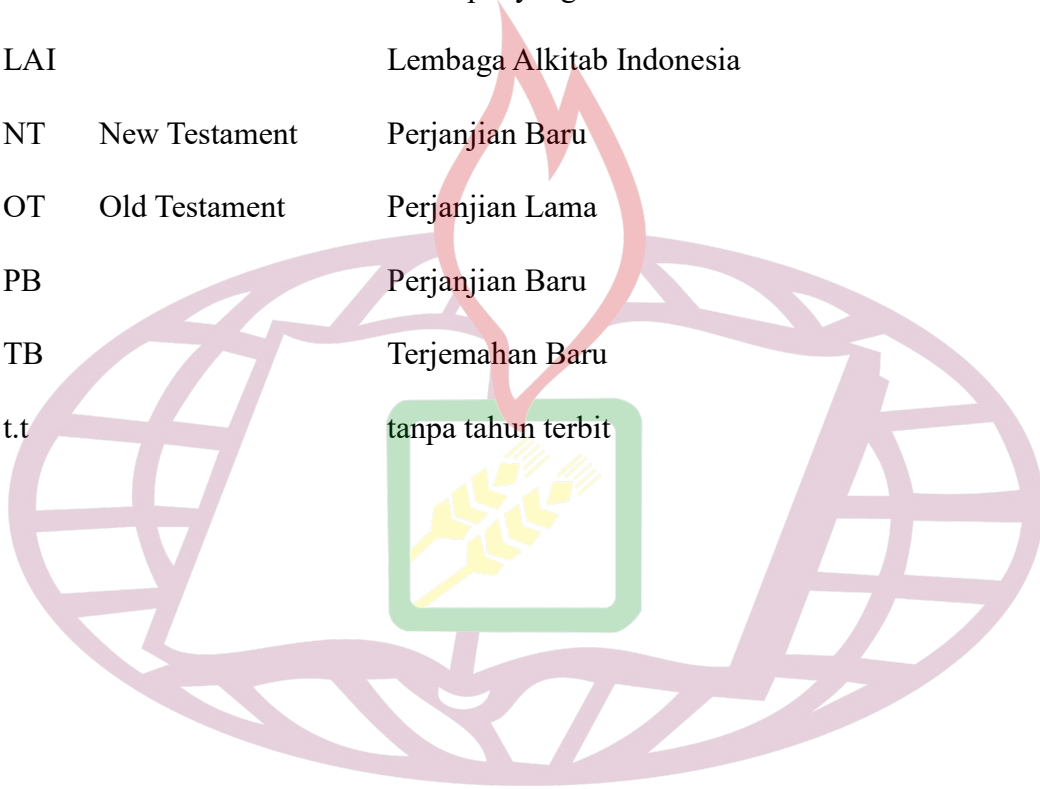 LAI Lembaga Alkitab Indonesia
NT New Testament Perjanjian Baru
OT Old Testament Perjanjian Lama
PB Perjanjian Baru
TB Terjemahan Baru
t.t tanpa tahun terbit